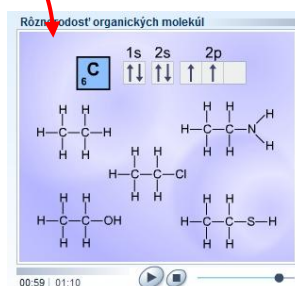 Rôznorodosť organických molekúl
1s 2s 2p
C
6
H H
H-C-C-H
H H
H H
H-C-C-N
H
H
H H
H H
H-C-C-Cl
H H
H H
H-C-C-OH
H H
H H
H-C-C-S-H
H H
00:59 | 01:10